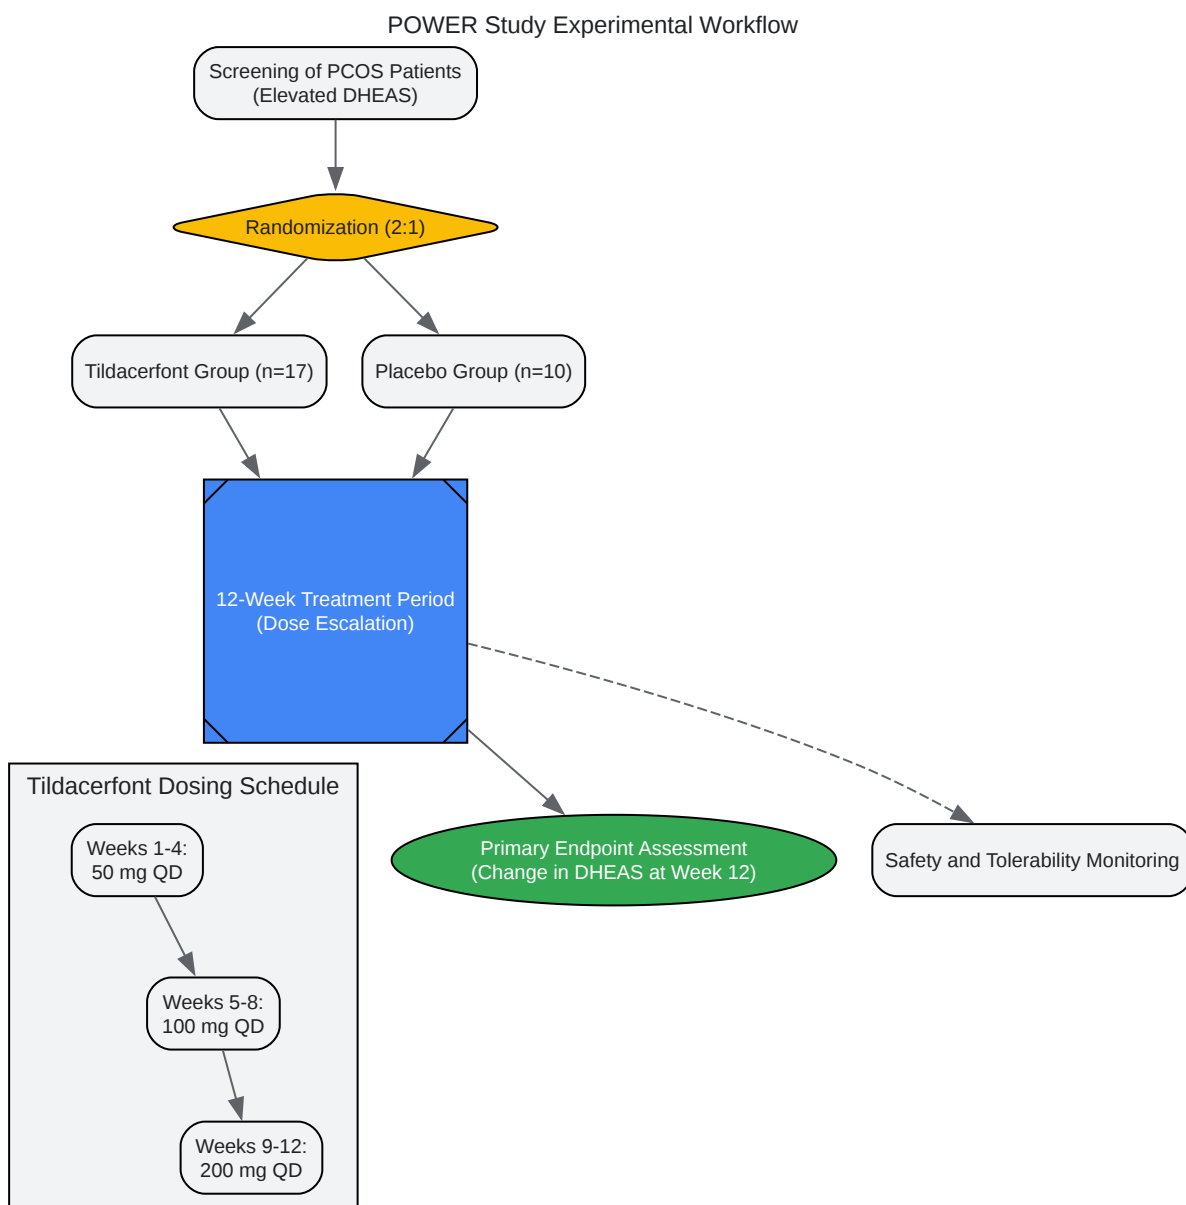 POWER Study Experimental Workflow
Screening of PCOS Patients
(Elevated DHEAS)
Randomization (2:1)
Tildacerfont Group (n=17)
Placebo Group (n=10)
12-Week Treatment Period
(Dose Escalation)
Tildacerfont Dosing Schedule
Weeks 1-4:
50 mg QD
Weeks 5-8:
100 mg QD
Weeks 9-12:
200 mg QD
Primary Endpoint Assessment
(Change in DHEAS at Week 12)
Safety and Tolerability Monitoring